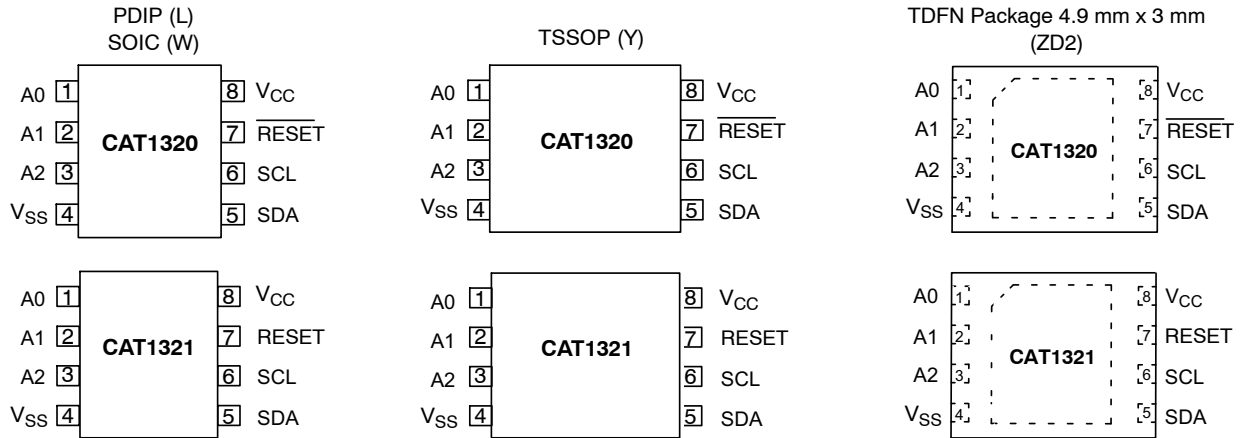 PDIP (L)
SOIC (W)
A0 1 8 VCC
A1 2 7 RESET
CAT1320
A2 3 6 SCL
VSS 4 5 SDA
TSSOP (Y)
A0 1 8 VCC
A1 2 7 RESET
CAT1320
A2 3 6 SCL
VSS 4 5 SDA
TDFN Package 4.9 mm x 3 mm
(ZD2)
A0 1 8 VCC
A1 2 7 RESET
CAT1320
A2 3 6 SCL
VSS 4 5 SDA
A0 1 8 VCC
A1 2 7 RESET
CAT1321
A2 3 6 SCL
VSS 4 5 SDA
A0 1 8 VCC
A1 2 7 RESET
CAT1321
A2 3 6 SCL
VSS 4 5 SDA
A0 1 8 VCC
A1 2 7 RESET
CAT1321
A2 3 6 SCL
VSS 4 5 SDA